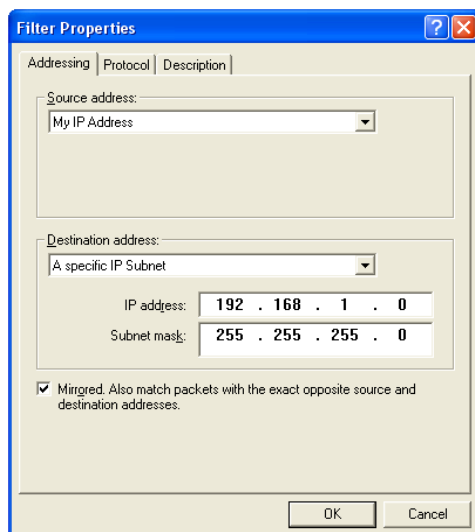 Filter Properties
Addressing Protocol Description
Source address:
My IP Address
Destination address:
A specific IP Subnet
IP address: 192 . 168 . 1 . 0
Subnet mask: 255 . 255 . 255 . 0
Mirrored. Also match packets with the exact opposite source and
destination addresses.
OK Cancel